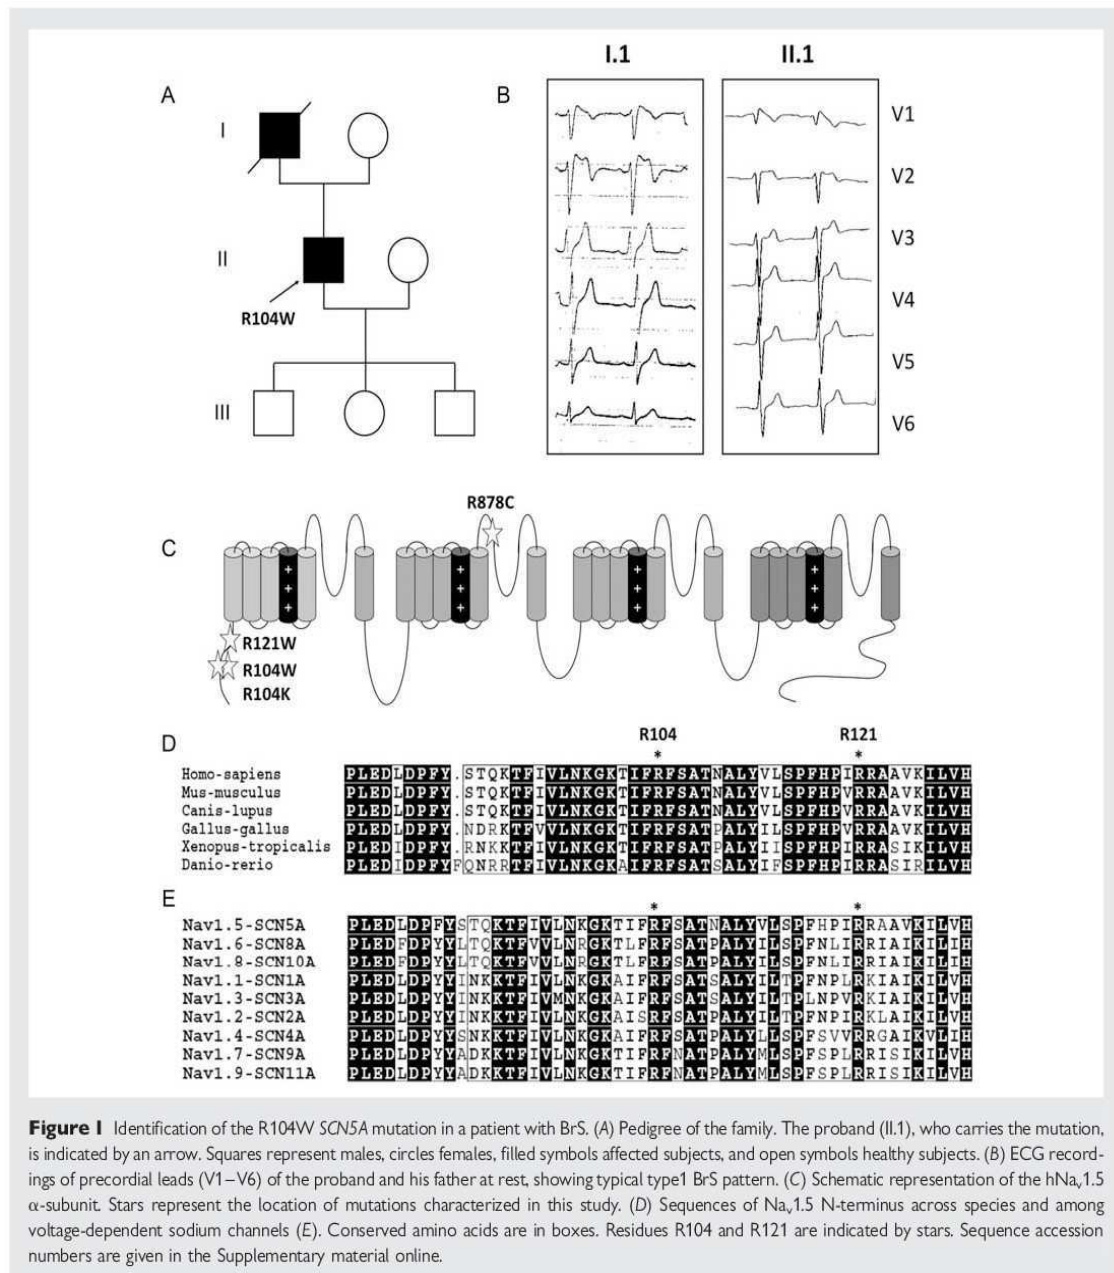 I.1 II.1
A B
I
II
III
R104W
V1
V2
V3
V4
V5
V6
C
R878C
+ + + +
+ + + +
+ + + +
R121W
R104W
R104K
D R104 R121
* *
Homo-sapiens PLEDLDPFY.STQKTFIVLNKGKTIFRFSATNALYVLSPFHPIRRAAVKILVH
Mus-musculus PLEDLDPFY.STQKTFIVLNKGKTIFRFSATNALYVLSPFHPVRRAAVKILVH
Canis-lupus PLEDLDPFY.STQKTFIVLNKGKTIFRFSATNALYVLSPFHPVRRAAVKILVH
Gallus-gallus PLEDLDPFY.NDRKTFVVLNKGKTIFRFSATPALYILSPFHPVRRAAVKILVH
Xenopus-tropicalis PLEDIDPFY.RNKKTFIVLNKGKTIFRFSATPALYIISPFHPIRRASIKILVH
Danio-rerio PLEDIDPFYFQNRRTFIVLNKGKAIFRFSATSALYIFSPFHPIRRASIRILVH
E * *
Nav1.5-SCN5A PLEDLDPFYSTQKTFIVLNKGKTIFRFSATNALYVLSPFHPIRRAAVKILVH
Nav1.6-SCN8A PLEDFDPYYLTQKTFVVLNRGKTLFRFSATPALYILSPFNLIRRIAIKILIH
Nav1.8-SCN10A PLEDFDPYYLTQKTFVVLNRGKTLFRFSATPALYILSPFNLIRRIAIKILIH
Nav1.1-SCN1A PLEDLDPYYINKKTFIVLNKGKAIFRFSATSALYILTPFNPLRKIAIKILVH
Nav1.3-SCN3A PLEDLDPYYINKKTFIVMNKGKAIFRFSATSALYILTPLNPVRKIAIKILVH
Nav1.2-SCN2A PLEDLDPYYINKKTFIVLNKGKAISRFSATPALYILTPFNPIRKLAIKILVH
Nav1.4-SCN4A PLEDLDPYYSNKKTFIVLNKGKAIFRFSATPALYLLSPFSVVRRGAIKVLIH
Nav1.7-SCN9A PLEDLDPYYADKKTFIVLNKGKTIFRFNATPALYMLSPFSPLRRISIKILVH
Nav1.9-SCN11A PLEDLDPYYADKKTFIVLNKGKTIFRFNATPALYMLSPFSPLRRISIKILVH
Figure 1 Identification of the R104W SCN5A mutation in a patient with BrS. (A) Pedigree of the family. The proband (II.1), who carries the mutation,
is indicated by an arrow. Squares represent males, circles females, filled symbols affected subjects, and open symbols healthy subjects. (B) ECG record-
ings of precordial leads (V1–V6) of the proband and his father at rest, showing typical type1 BrS pattern. (C) Schematic representation of the hNav1.5
α-subunit. Stars represent the location of mutations characterized in this study. (D) Sequences of Nav1.5 N-terminus across species and among
voltage-dependent sodium channels (E). Conserved amino acids are in boxes. Residues R104 and R121 are indicated by stars. Sequence accession
numbers are given in the Supplementary material online.